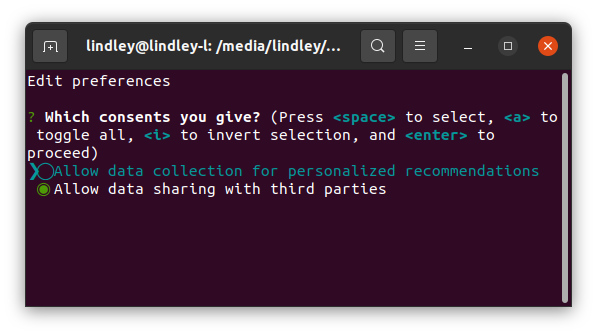 lindley@lindley-l: /media/lindley/...
Edit preferences
? Which consents you give? (Press <space> to select, <a> to
toggle all, <i> to invert selection, and <enter> to
proceed)
❯◯Allow data collection for personalized recommendations
◉Allow data sharing with third parties